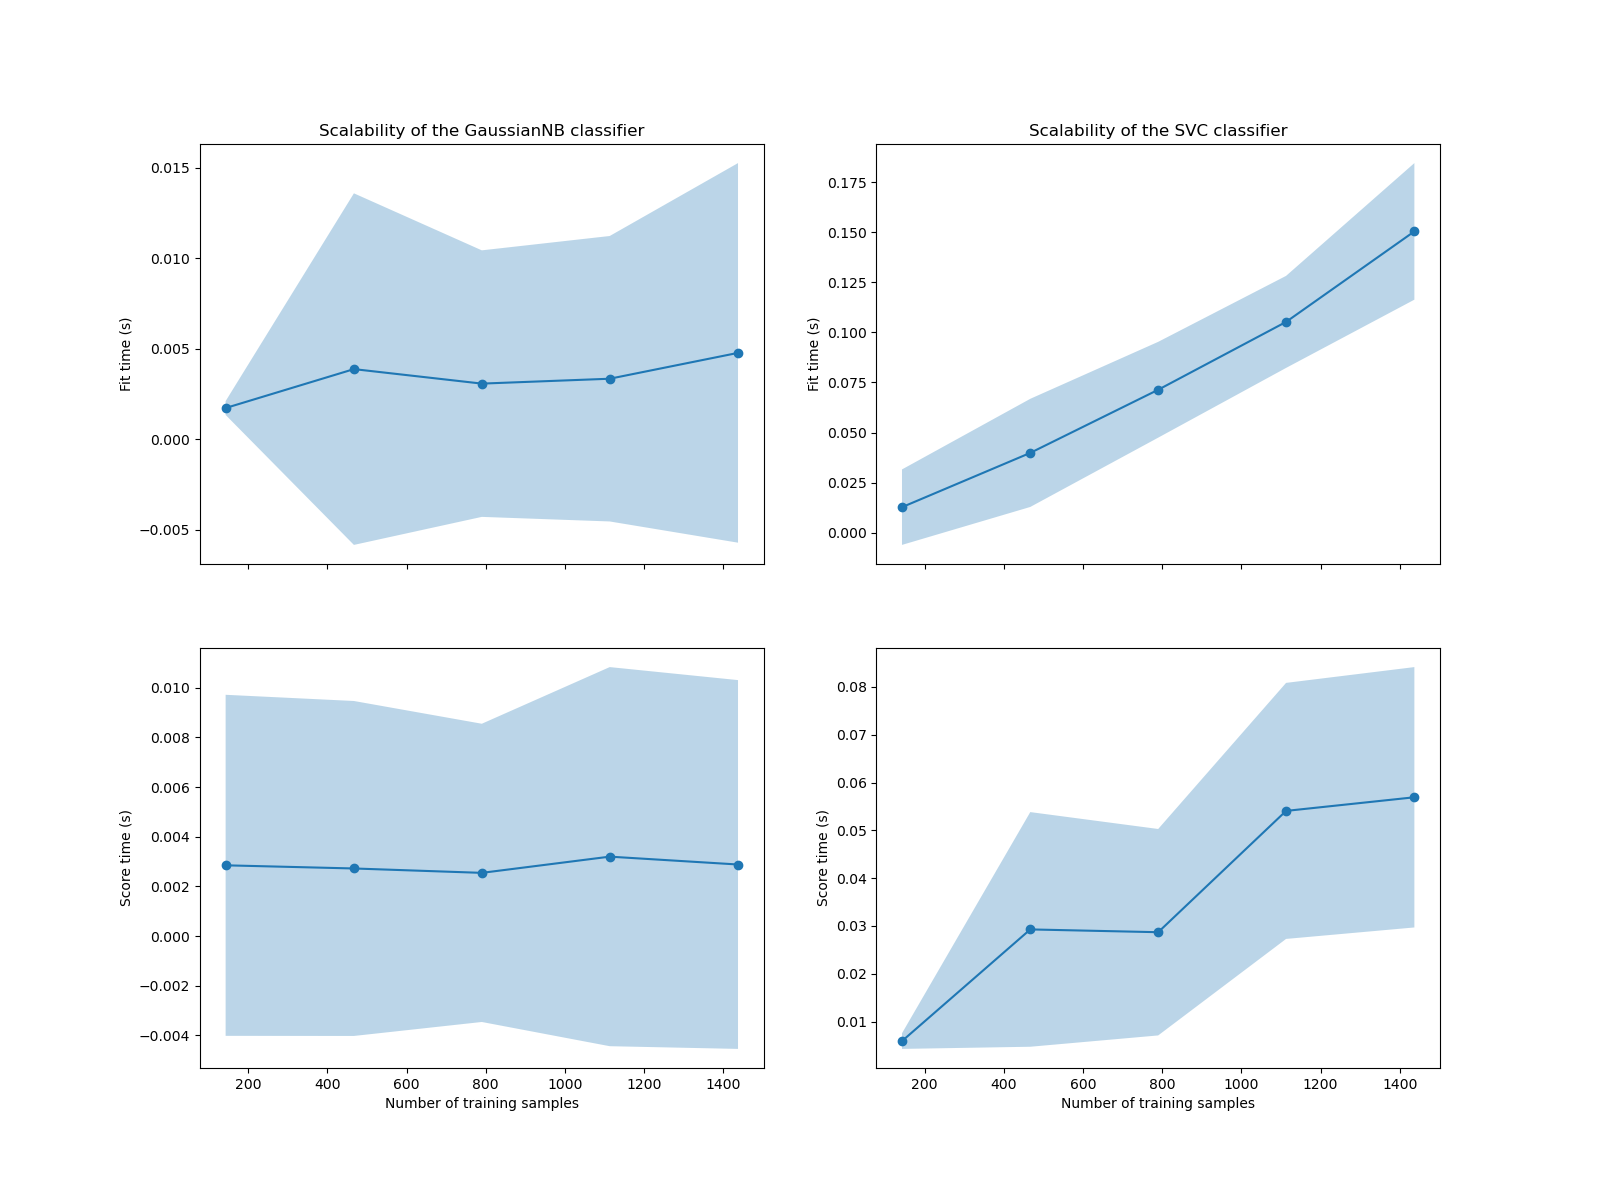 Scalability of the GaussianNB classifier
0.015
0.010
0.005
0.000
−0.005
Fit time (s)
Scalability of the SVC classifier
0.175
0.150
0.125
0.100
0.075
0.050
0.025
0.000
Fit time (s)
0.010
0.008
0.006
0.004
0.002
0.000
−0.002
−0.004
Score time (s)
200 400 600 800 1000 1200 1400
Number of training samples
0.08
0.07
0.06
0.05
0.04
0.03
0.02
0.01
Score time (s)
200 400 600 800 1000 1200 1400
Number of training samples